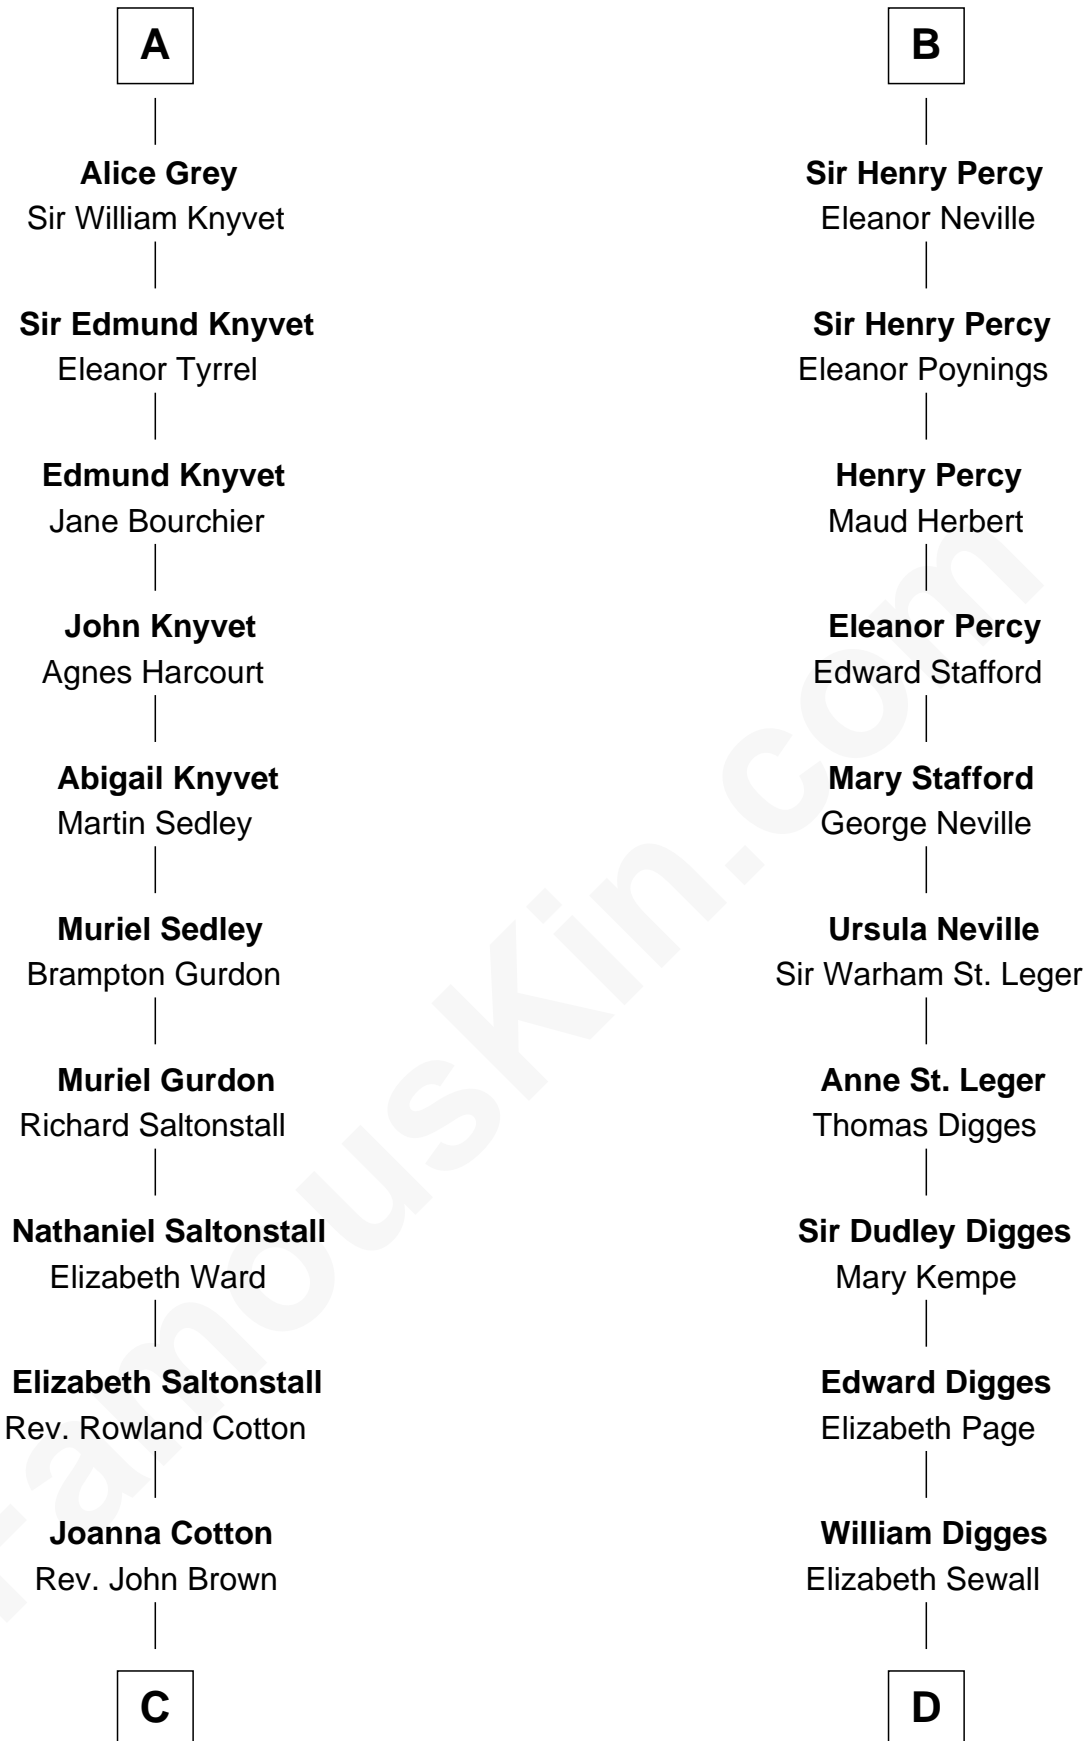 A
Alice Grey
Sir William Knyvet
Sir Edmund Knyvet
Eleanor Tyrrel
Edmund Knyvet
Jane Bourchier
John Knyvet
Agnes Harcourt
Abigail Knyvet
Martin Sedley
Muriel Sedley
Brampton Gurdon
Muriel Gurdon
Richard Saltonstall
Nathaniel Saltonstall
Elizabeth Ward
Elizabeth Saltonstall
Rev. Rowland Cotton
Joanna Cotton
Rev. John Brown
C
B
Sir Henry Percy
Eleanor Neville
Sir Henry Percy
Eleanor Poynings
Henry Percy
Maud Herbert
Eleanor Percy
Edward Stafford
Mary Stafford
George Neville
Ursula Neville
Sir Warham St. Leger
Anne St. Leger
Thomas Digges
Sir Dudley Digges
Mary Kempe
Edward Digges
Elizabeth Page
William Digges
Elizabeth Sewall
D
FamousKin.com